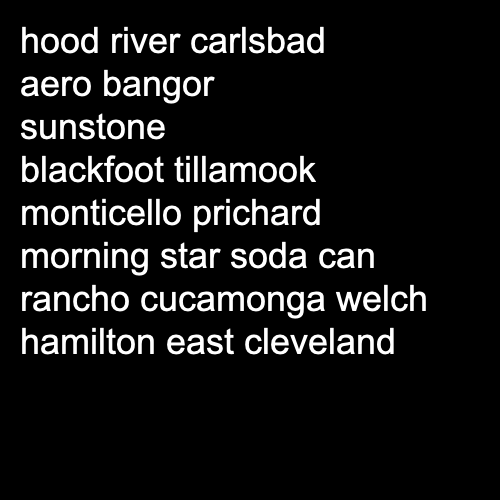 hood river carlsbad
aero bangor
sunstone
blackfoot tillamook
monticello prichard
morning star soda can
rancho cucamonga welch
hamilton east cleveland